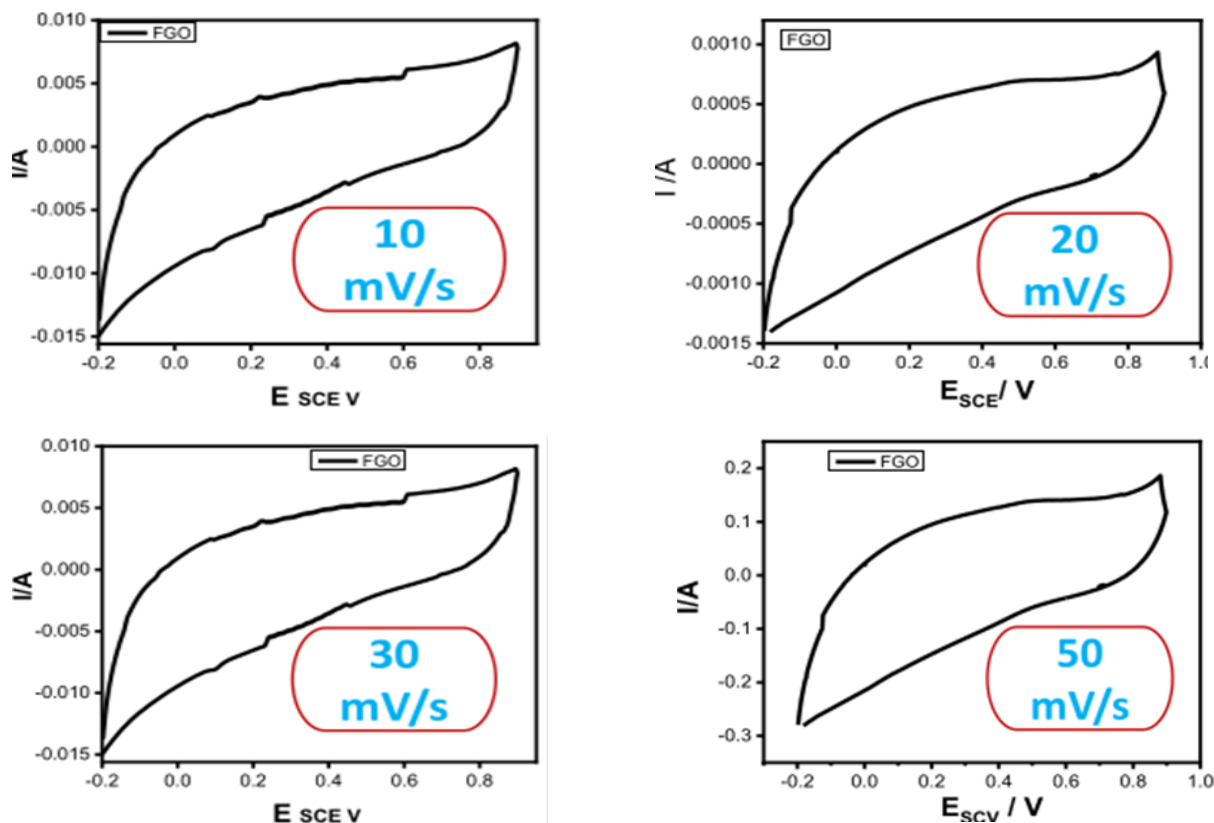 FGO
0.010
0.005
0.000
-0.005
-0.010
-0.015
I/A
-0.2 0.0 0.2 0.4 0.6 0.8
E SCE V
10
mV/s
FGO
0.0010
0.0005
0.0000
-0.0005
-0.0010
-0.0015
I /A
-0.2 0.0 0.2 0.4 0.6 0.8 1.0
ESCE/ V
20
mV/s
FGO
0.010
0.005
0.000
-0.005
-0.010
-0.015
I/A
-0.2 0.0 0.2 0.4 0.6 0.8
E SCE V
30
mV/s
FGO
0.2
0.1
0.0
-0.1
-0.2
-0.3
I/A
-0.2 0.0 0.2 0.4 0.6 0.8 1.0
ESCV / V
50
mV/s